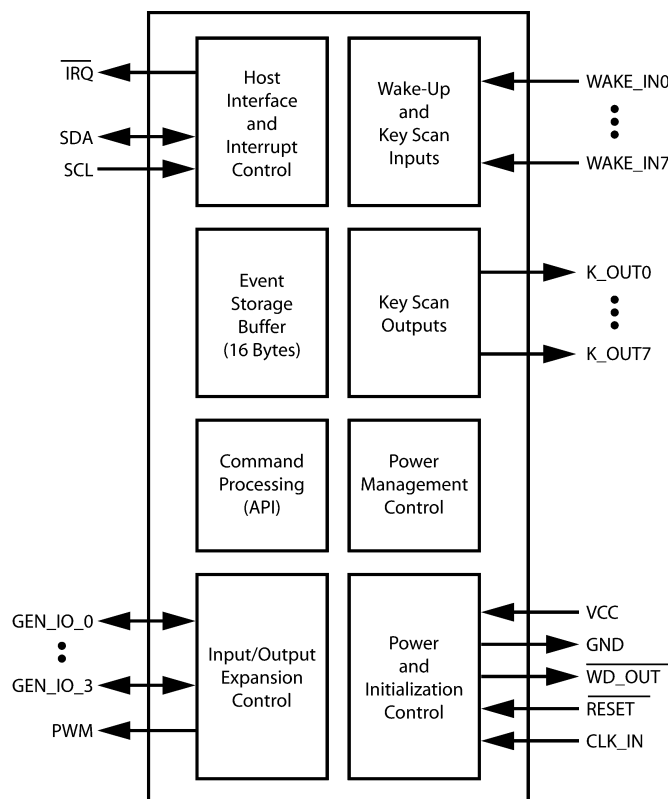 IRQ
SDA
SCL
Host
Interface
and
Interrupt
Control
Wake-Up
and
Key Scan
Inputs
WAKE_IN0
WAKE_IN7
Event
Storage
Buffer
(16 Bytes)
Key Scan
Outputs
K_OUT0
K_OUT7
Command
Processing
(API)
Power
Management
Control
GEN_IO_0
GEN_IO_3
PWM
Input/Output
Expansion
Control
Power
and
Initialization
Control
VCC
GND
WD_OUT
RESET
CLK_IN